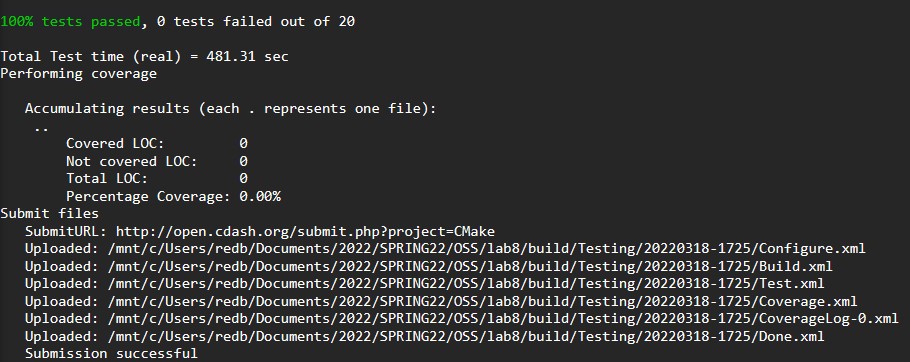 100% tests passed, 0 tests failed out of 20
Total Test time (real) = 481.31 sec
Performing coverage
Accumulating results (each . represents one file):
..
Covered LOC: 0
Not covered LOC: 0
Total LOC: 0
Percentage Coverage: 0.00%
Submit files
SubmitURL: http://open.cdash.org/submit.php?project=CMake
Uploaded: /mnt/c/Users/redb/Documents/2022/SPRING22/OSS/lab8/build/Testing/20220318-1725/Configure.xml
Uploaded: /mnt/c/Users/redb/Documents/2022/SPRING22/OSS/lab8/build/Testing/20220318-1725/Build.xml
Uploaded: /mnt/c/Users/redb/Documents/2022/SPRING22/OSS/lab8/build/Testing/20220318-1725/Test.xml
Uploaded: /mnt/c/Users/redb/Documents/2022/SPRING22/OSS/lab8/build/Testing/20220318-1725/Coverage.xml
Uploaded: /mnt/c/Users/redb/Documents/2022/SPRING22/OSS/lab8/build/Testing/20220318-1725/CoverageLog-0.xml
Uploaded: /mnt/c/Users/redb/Documents/2022/SPRING22/OSS/lab8/build/Testing/20220318-1725/Done.xml
Submission successful